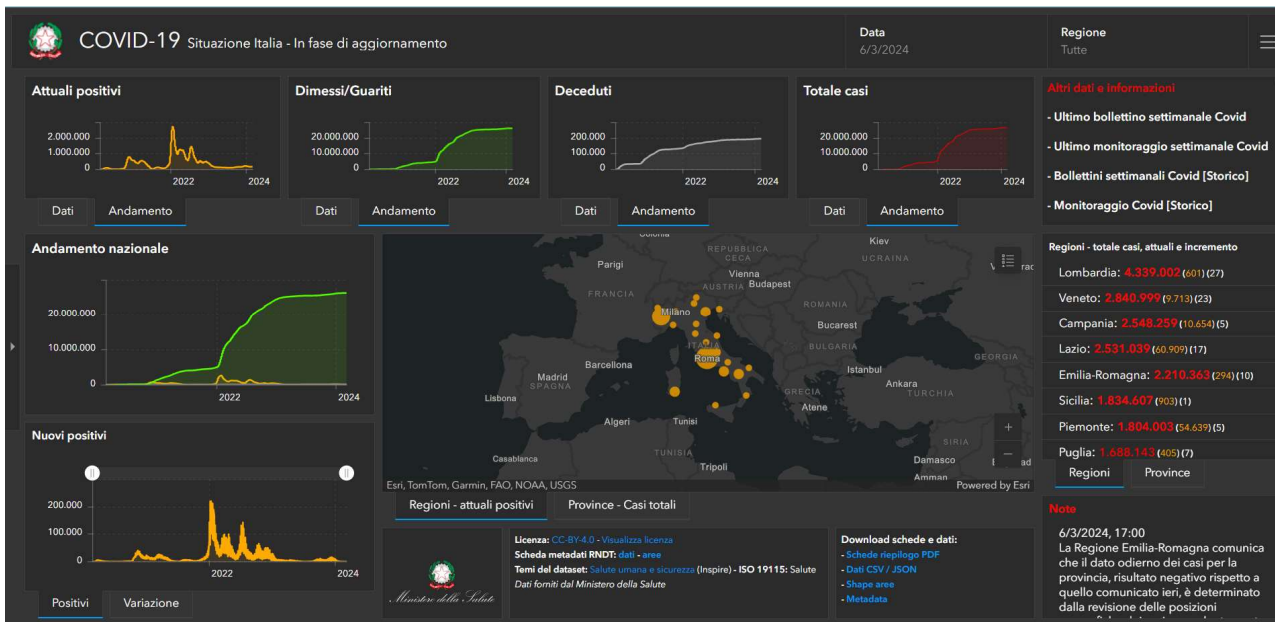 COVID-19 Situazione Italia - In fase di aggiornamento
Data
6/3/2024
Regione
Tutte
Attuali positivi
2.000.000
1.000.000
0
2022
2024
Dati
Andamento
Dimessi/Guariti
20.000.000
10.000.000
0
2022
2024
Dati
Andamento
Deceduti
200.000
100.000
0
2022
2024
Dati
Andamento
Totale casi
20.000.000
10.000.000
0
2022
2024
Dati
Andamento
Altri dati e informazioni
- Ultimo bollettino settimanale Covid
- Ultimo monitoraggio settimanale Covid
- Bollettini settimanali Covid [Storico]
- Monitoraggio Covid [Storico]
Andamento nazionale
20.000.000
10.000.000
0
2022
2024
Nuovi positivi
200.000
100.000
0
2022
2024
Positivi
Variazione
Colonia
REPUBBLICA
CECA
Kiev
UCRAINA
Parigi
Vienna
AUSTRIA
Budapest
FRANCIA
ROMANIA
Milano
Bucarest
ITALIA
BULGARIA
Roma
GEORGIA
Barcellona
Istanbul
Madrid
SPAGNA
Ankara
TURCHIA
Lisbona
GRECIA
Atene
Algeri
Tunisi
+
SIRIA
TUNISIA
Casablanca
Damasco
−
Tripoli
Amman
Esri, TomTom, Garmin, FAO, NOAA, USGS
Powered by Esri
Regioni - attuali positivi
Province - Casi totali
Regioni - totale casi, attuali e incremento
Lombardia: 4.339.002 (601) (27)
Veneto: 2.840.999 (9.713) (23)
Campania: 2.548.259 (10.654) (5)
Lazio: 2.531.039 (60.909) (17)
Emilia-Romagna: 2.210.363 (294) (10)
Sicilia: 1.834.607 (903) (1)
Piemonte: 1.804.003 (54.639) (5)
Puglia: 1.688.143 (405) (7)
Regioni
Province
Ministero della Salute
Licenza: CC-BY-4.0 - Visualizza licenza
Scheda metadati RNDT: dati - aree
Temi del dataset: Salute umana e sicurezza (Inspire) - ISO 19115: Salute
Dati forniti dal Ministero della Salute
Download schede e dati:
- Schede riepilogo PDF
- Dati CSV / JSON
- Shape aree
- Metadata
Note
6/3/2024, 17:00
La Regione Emilia-Romagna comunica
che il dato odierno dei casi per la
provincia, risultato negativo rispetto a
quello comunicato ieri, è determinato
dalla revisione delle posizioni